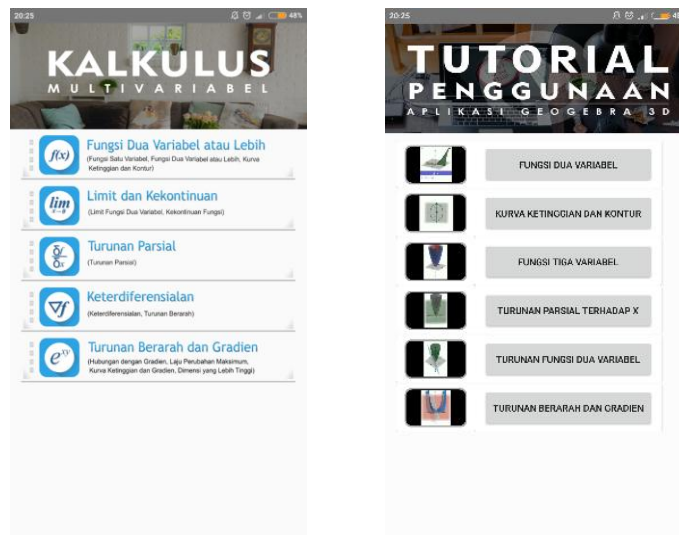 20:25
48%
KALKULUS
MULTIVARIABEL
f(x)
Fungsi Dua Variabel atau Lebih
(Fungsi Satu Variabel, Fungsi Dua Variabel atau Lebih, Kurva
Ketinggian dan Kontur)
lim
x→0
Limit dan Kekontinuan
(Limit Fungsi Dua Variabel, Kekontinuan Fungsi)
δf
δx
Turunan Parsial
(Turunan Parsial)
∇f
Keterdiferensialan
(Keterdiferensialan, Turunan Berarah)
eˣʸ
Turunan Berarah dan Gradien
(Hubungan dengan Gradien, Laju Perubahan Maksimum,
Kurva Ketinggian dan Gradien, Dimensi yang Lebih Tinggi)
20:25
TUTORIAL
PENGGUNAAN
APLIKASI GEOGEBRA 3D
FUNGSI DUA VARIABEL
KURVA KETINGGIAN DAN KONTUR
FUNGSI TIGA VARIABEL
TURUNAN PARSIAL TERHADAP X
TURUNAN FUNGSI DUA VARIABEL
TURUNAN BERARAH DAN GRADIEN